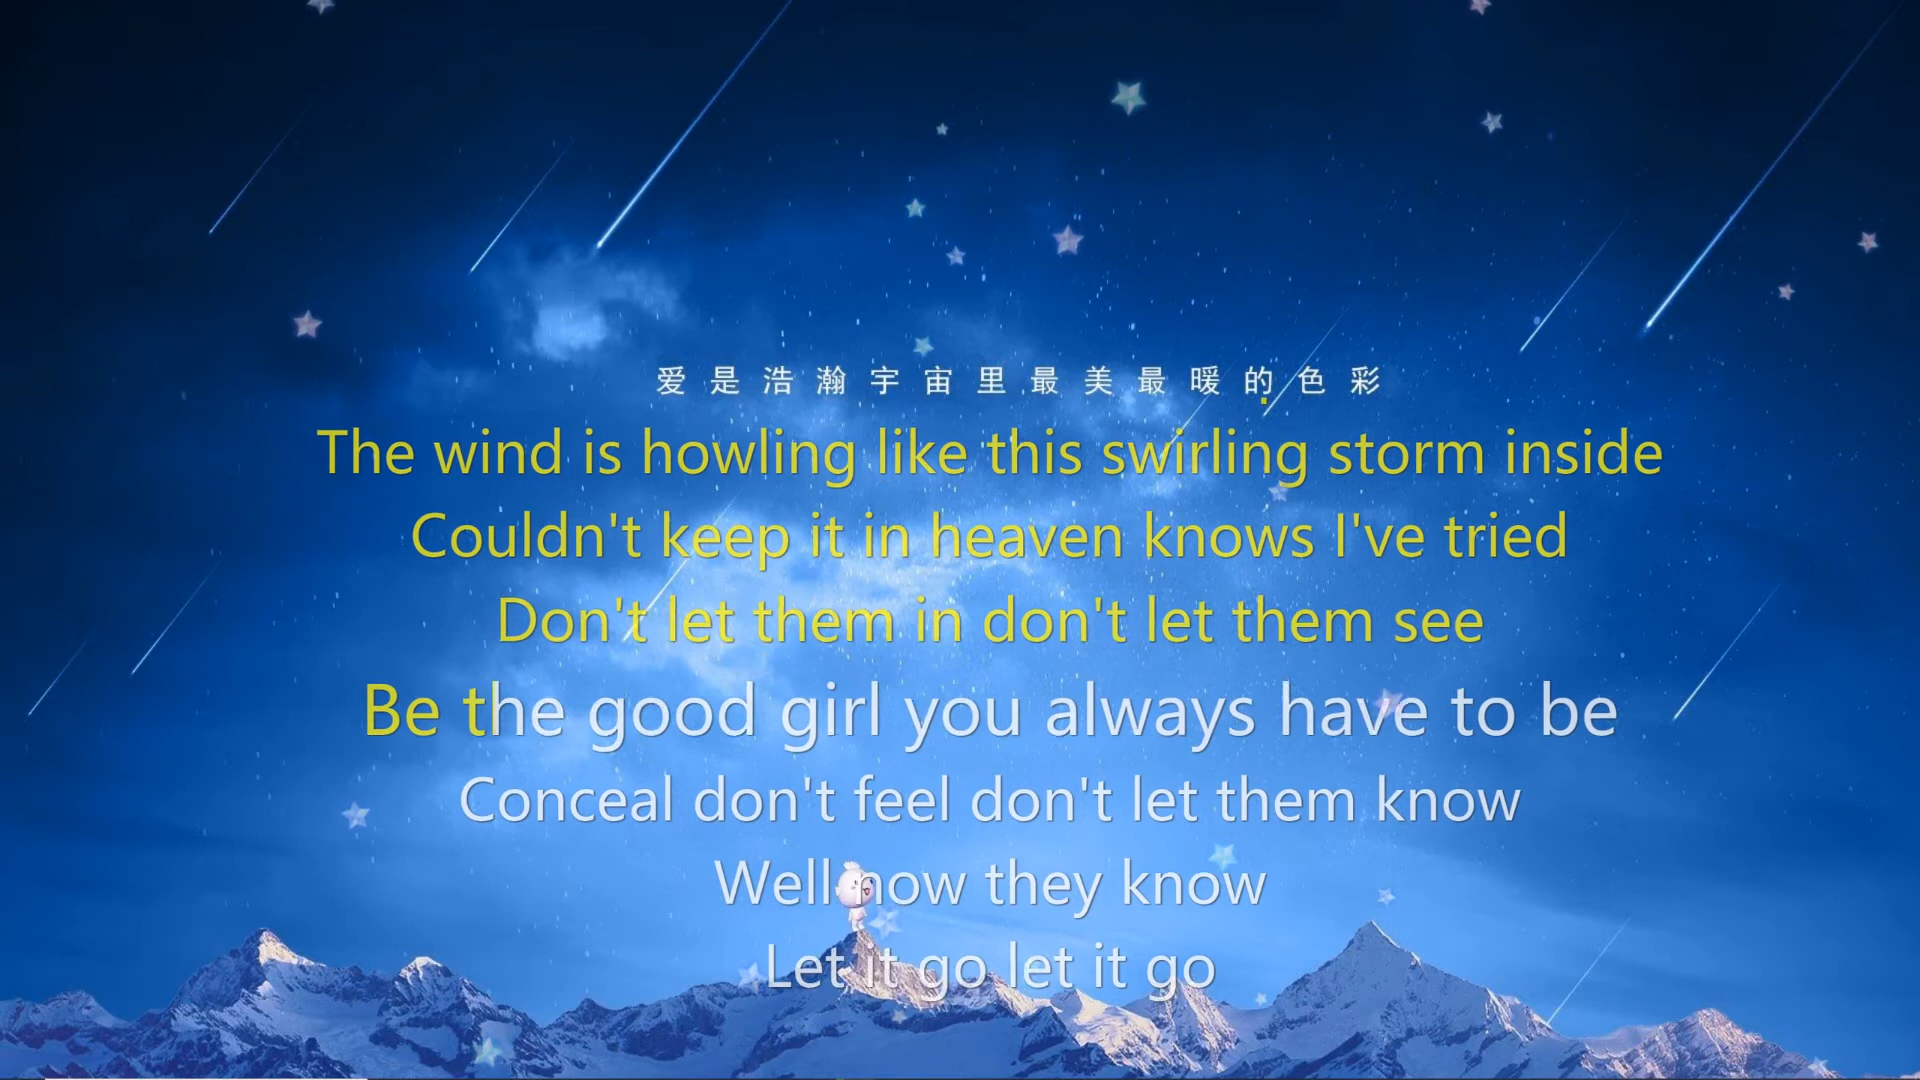 爱是浩瀚宇宙里最美最暖的色彩
The wind is howling like this swirling storm inside
Couldn't keep it in heaven knows I've tried
Don't let them in don't let them see
Be the good girl you always have to be
Conceal don't feel don't let them know
Well now they know
Let it go let it go